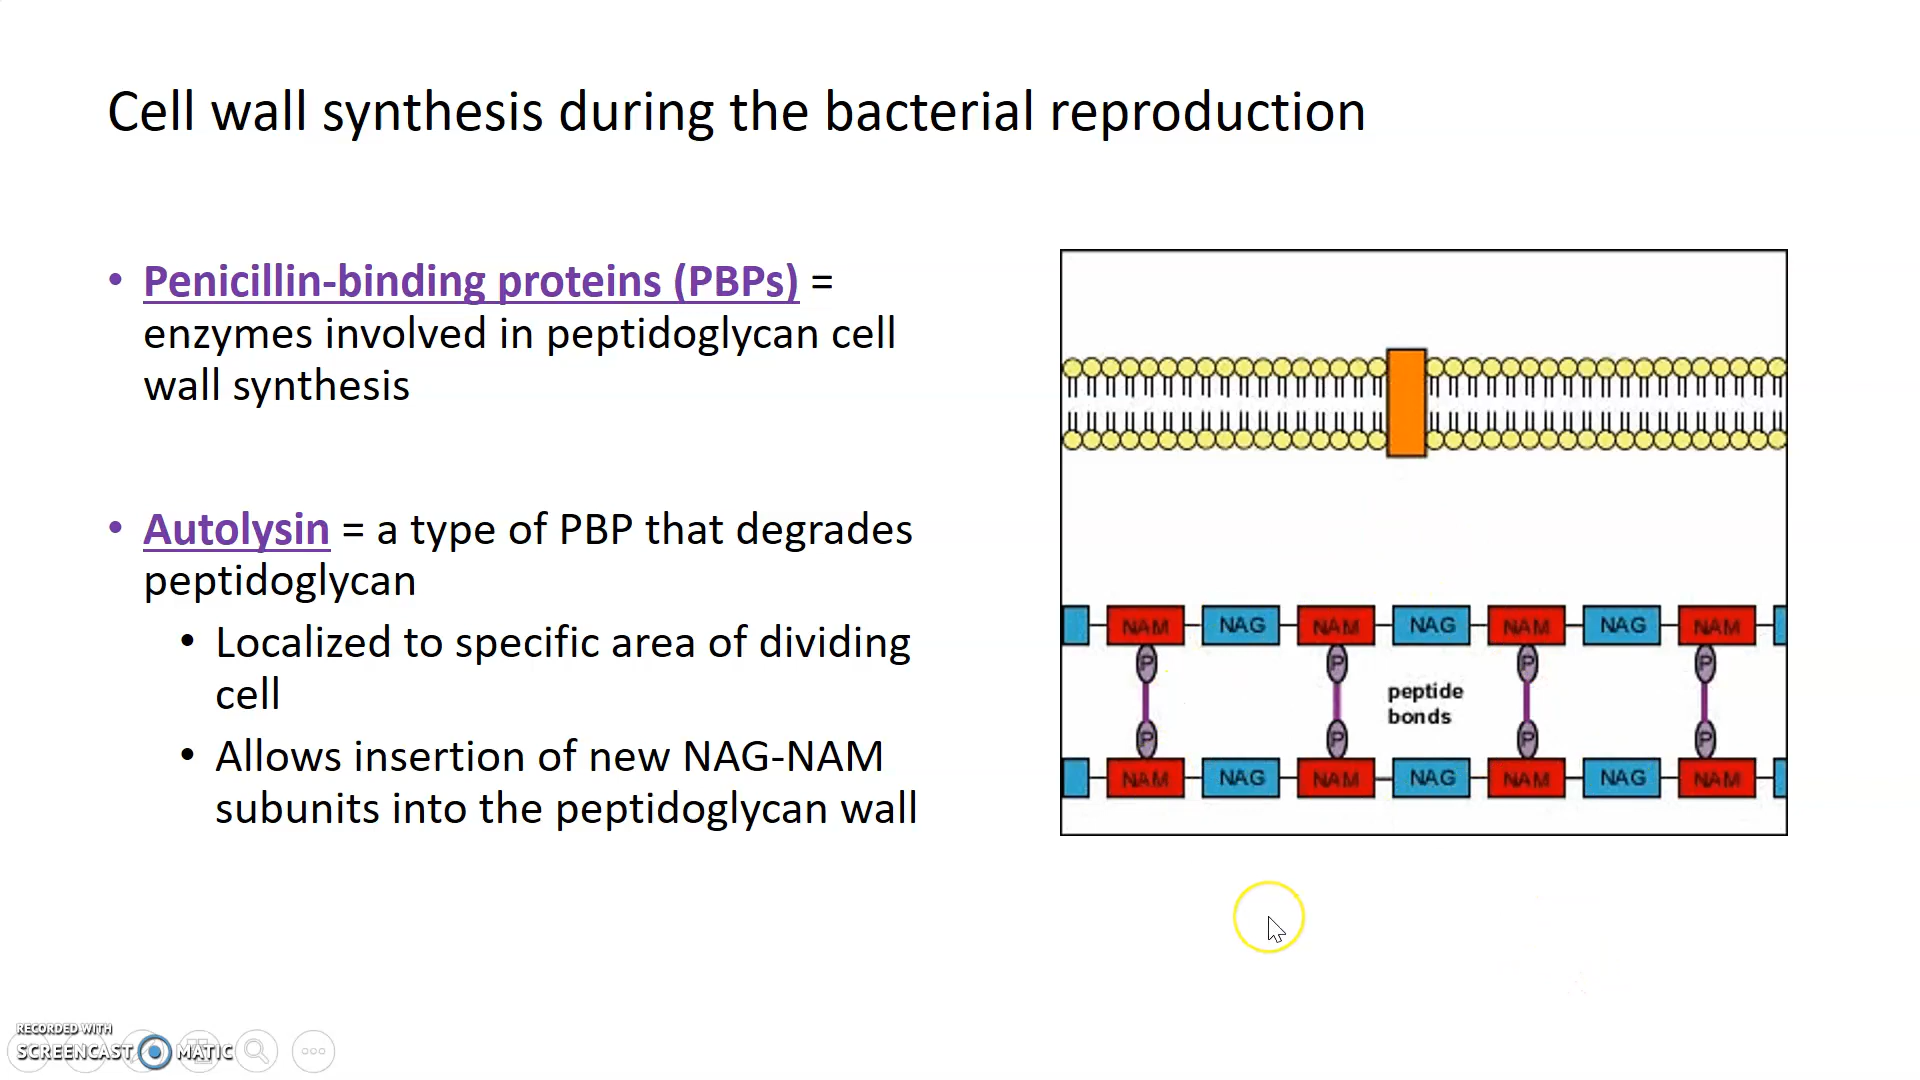 Cell wall synthesis during the bacterial reproduction
• Penicillin-binding proteins (PBPs) =
enzymes involved in peptidoglycan cell
wall synthesis
• Autolysin = a type of PBP that degrades
peptidoglycan
• Localized to specific area of dividing
cell
• Allows insertion of new NAG-NAM
subunits into the peptidoglycan wall
NAM NAG NAM NAG NAM NAG NAM
P P P P
peptide
bonds
P P P P
NAM NAG NAM NAG NAM NAG NAM
RECORDED WITH
SCREENCAST MATIC